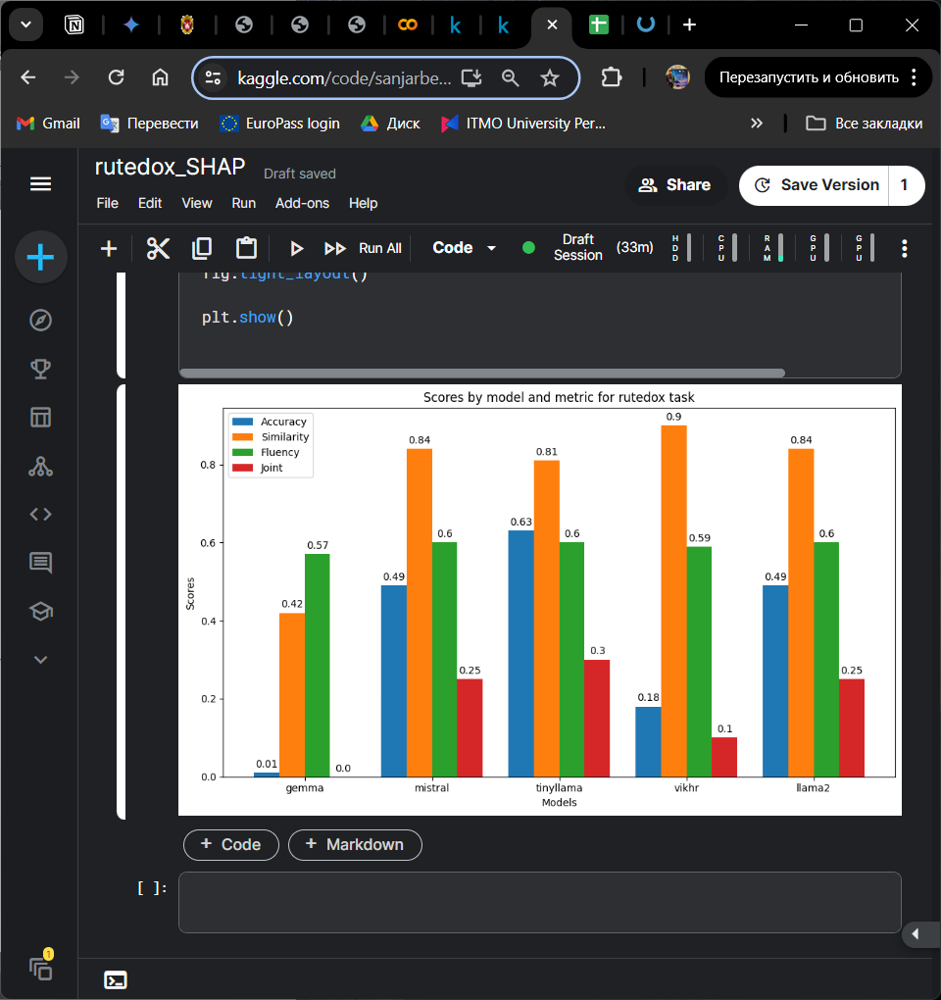 kaggle.com/code/sanjarbe...
Перезапустить и обновить
Gmail
Перевести
EuroPass login
Диск
ITMO University Per...
Все закладки
rutedox_SHAP
Draft saved
Share
Save Version
1
File Edit View Run Add-ons Help
Run All
Code
Draft Session
(33m)
HDD
CPU
RAM
GPU
GPU
fig.tight_layout()
plt.show()
Scores by model and metric for rutedox task
Accuracy
Similarity
Fluency
Joint
Scores
0.8
0.6
0.4
0.2
0.0
0.01 0.42 0.57 0.0
0.49 0.84 0.6 0.25
0.63 0.81 0.6 0.3
0.18 0.9 0.59 0.1
0.49 0.84 0.6 0.25
gemma mistral tinyllama vikhr llama2
Models
+ Code
+ Markdown
[ ]:
1